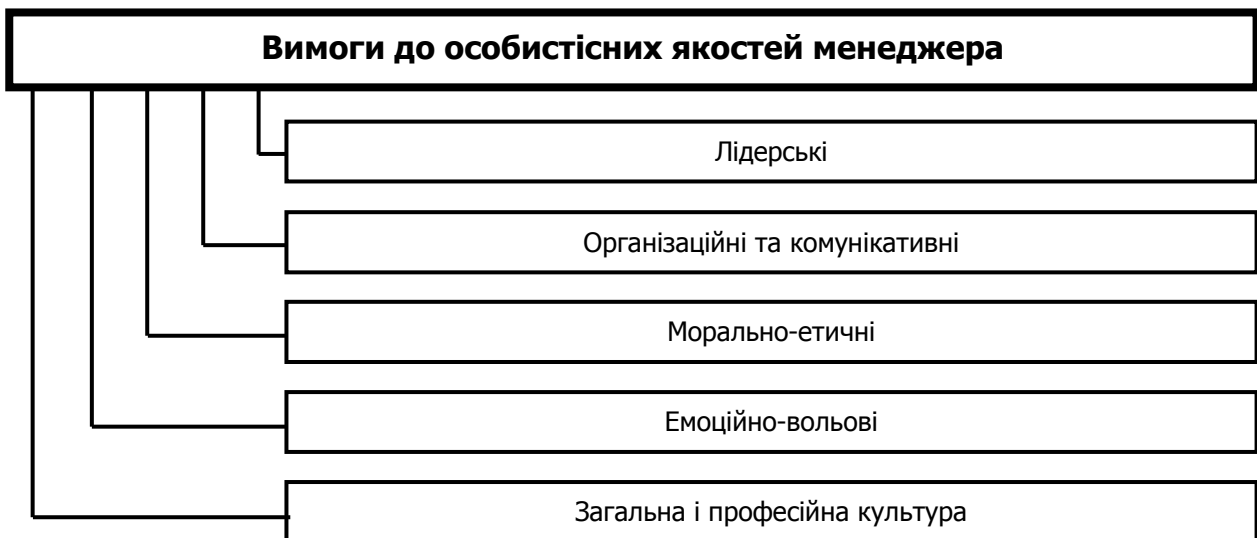 Вимоги до особистісних якостей менеджера
Лідерські
Організаційні та комунікативні
Морально-етичні
Емоційно-вольові
Загальна і професійна культура